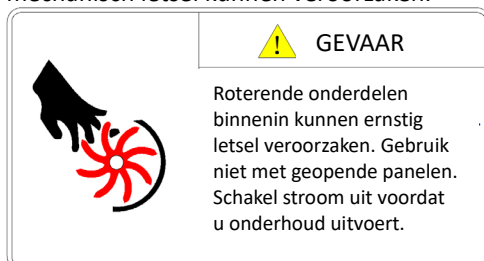 mechanisch letsel kunnen veroorzaken.
GEVAAR
Roterende onderdelen
binnenin kunnen ernstig
letsel veroorzaken. Gebruik
niet met geopende panelen.
Schakel stroom uit voordat
u onderhoud uitvoert.